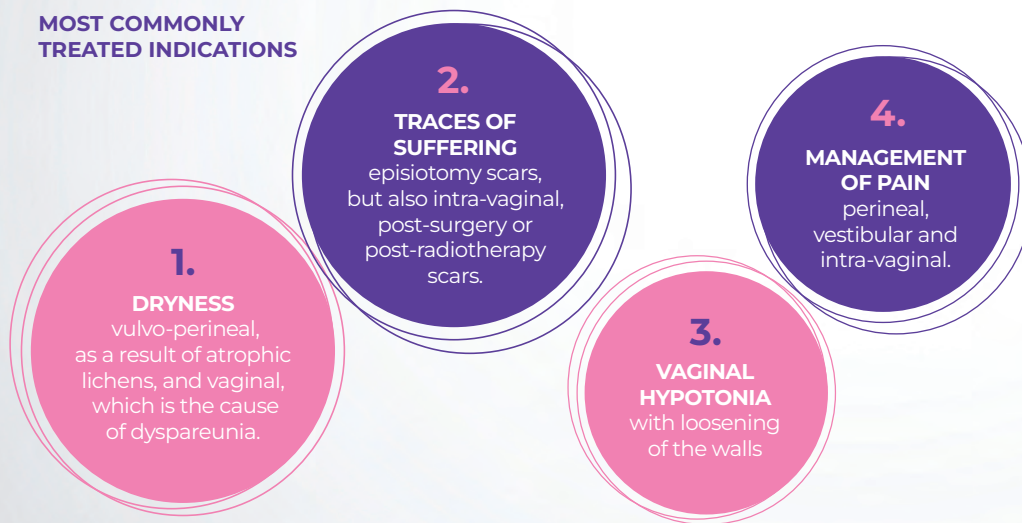 MOST COMMONLY
TREATED INDICATIONS
1.
DRYNESS
vulvo-perineal,
as a result of atrophic
lichens, and vaginal,
which is the cause
of dyspareunia.
2.
TRACES OF
SUFFERING
episiotomy scars,
but also intra-vaginal,
post-surgery or
post-radiotherapy
scars.
3.
VAGINAL
HYPOTONIA
with loosening
of the walls
4.
MANAGEMENT
OF PAIN
perineal,
vestibular and
intra-vaginal.